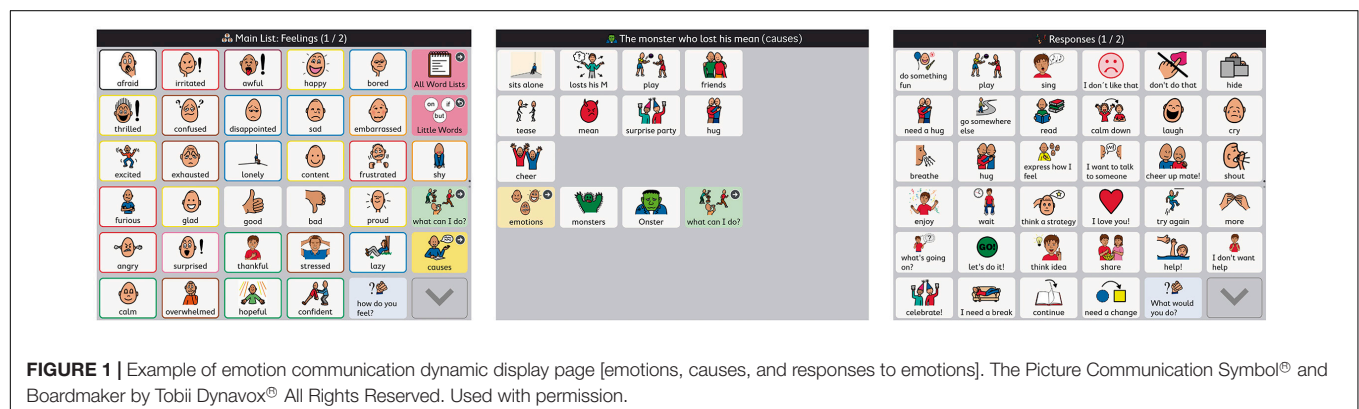 Main List: Feelings (1 / 2)
afraid irritated awful happy bored All Word Lists
thrilled confused disappointed sad embarrassed on if but Little Words
excited exhausted lonely content frustrated shy
furious glad good bad proud what can I do?
angry surprised thankful stressed lazy causes
calm overwhelmed hopeful confident how do you feel?
The monster who lost his mean (causes)
sits alone losts his M play friends
tease mean surprise party hug
cheer
emotions monsters Onster what can I do?
Responses (1 / 2)
do something fun play sing I don´t like that don't do that hide
need a hug go somewhere else read calm down laugh cry
breathe hug express how I feel I want to talk to someone cheer up mate! shout
enjoy wait think a strategy I love you! try again more
what's going on? GO! let's do it! think idea share help! I don't want help
celebrate! I need a break continue need a change What would you do?
FIGURE 1 | Example of emotion communication dynamic display page [emotions, causes, and responses to emotions]. The Picture Communication Symbol® and
Boardmaker by Tobii Dynavox® All Rights Reserved. Used with permission.